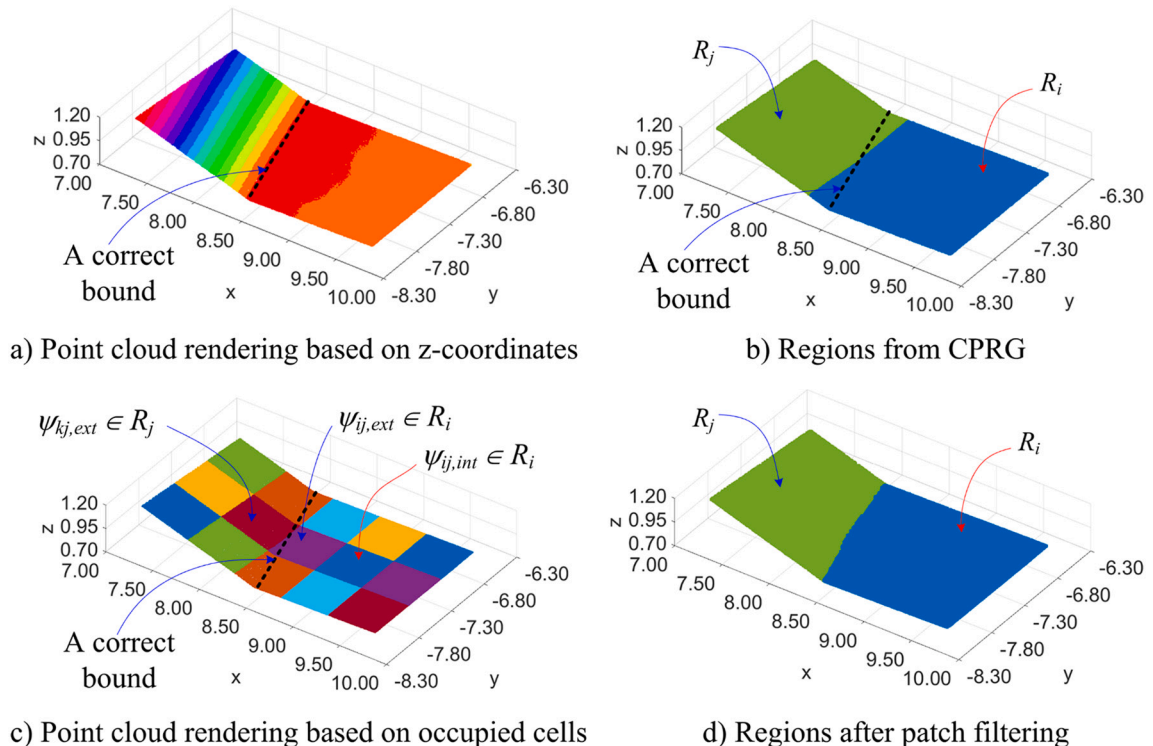 1.20
0.95
0.70
z
7.00
7.50
8.00
8.50
9.00
9.50
10.00
x
-6.30
-6.80
-7.30
-7.80
-8.30
y
A correct
bound
a) Point cloud rendering based on z-coordinates
R_j
R_i
1.20
0.95
0.70
z
7.00
7.50
8.00
8.50
9.00
9.50
10.00
x
-6.30
-6.80
-7.30
-7.80
-8.30
y
A correct
bound
b) Regions from CPRG
ψ_{kj,ext} ∈ R_j
ψ_{ij,ext} ∈ R_i
ψ_{ij,int} ∈ R_i
1.20
0.95
0.70
z
7.00
7.50
8.00
8.50
9.00
9.50
10.00
x
-6.30
-6.80
-7.30
-7.80
-8.30
y
A correct
bound
c) Point cloud rendering based on occupied cells
R_j
R_i
1.20
0.95
0.70
z
7.00
7.50
8.00
8.50
9.00
9.50
10.00
x
-6.30
-6.80
-7.30
-7.80
-8.30
y
d) Regions after patch filtering